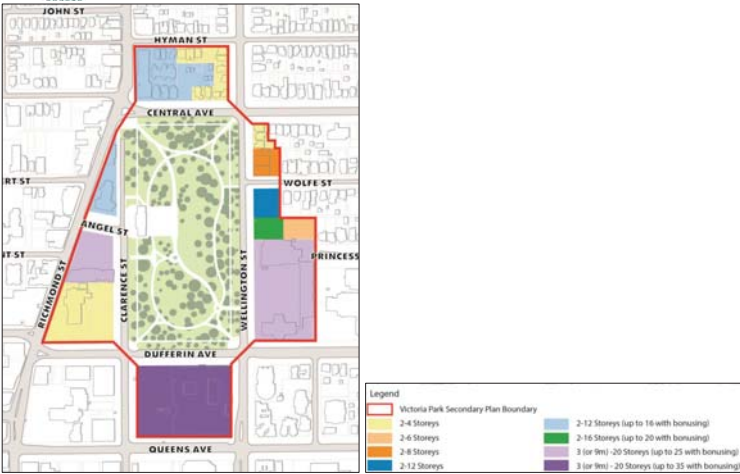 JOHN ST
HYMAN ST
CENTRAL AVE
RT ST
WOLFE ST
ANGEL ST
NT ST
PRINCESS
RICHMOND ST
CLARENCE ST
WELLINGTON ST
DUFFERIN AVE
QUEENS AVE
Legend
Victoria Park Secondary Plan Boundary
2-4 Storeys
2-6 Storeys
2-8 Storeys
2-12 Storeys
2-12 Storeys (up to 16 with bonusing)
2-16 Storeys (up to 20 with bonusing)
3 (or 9m) -20 Storeys (up to 25 with bonusing)
3 (or 9m) - 20 Storeys (up to 35 with bonusing)